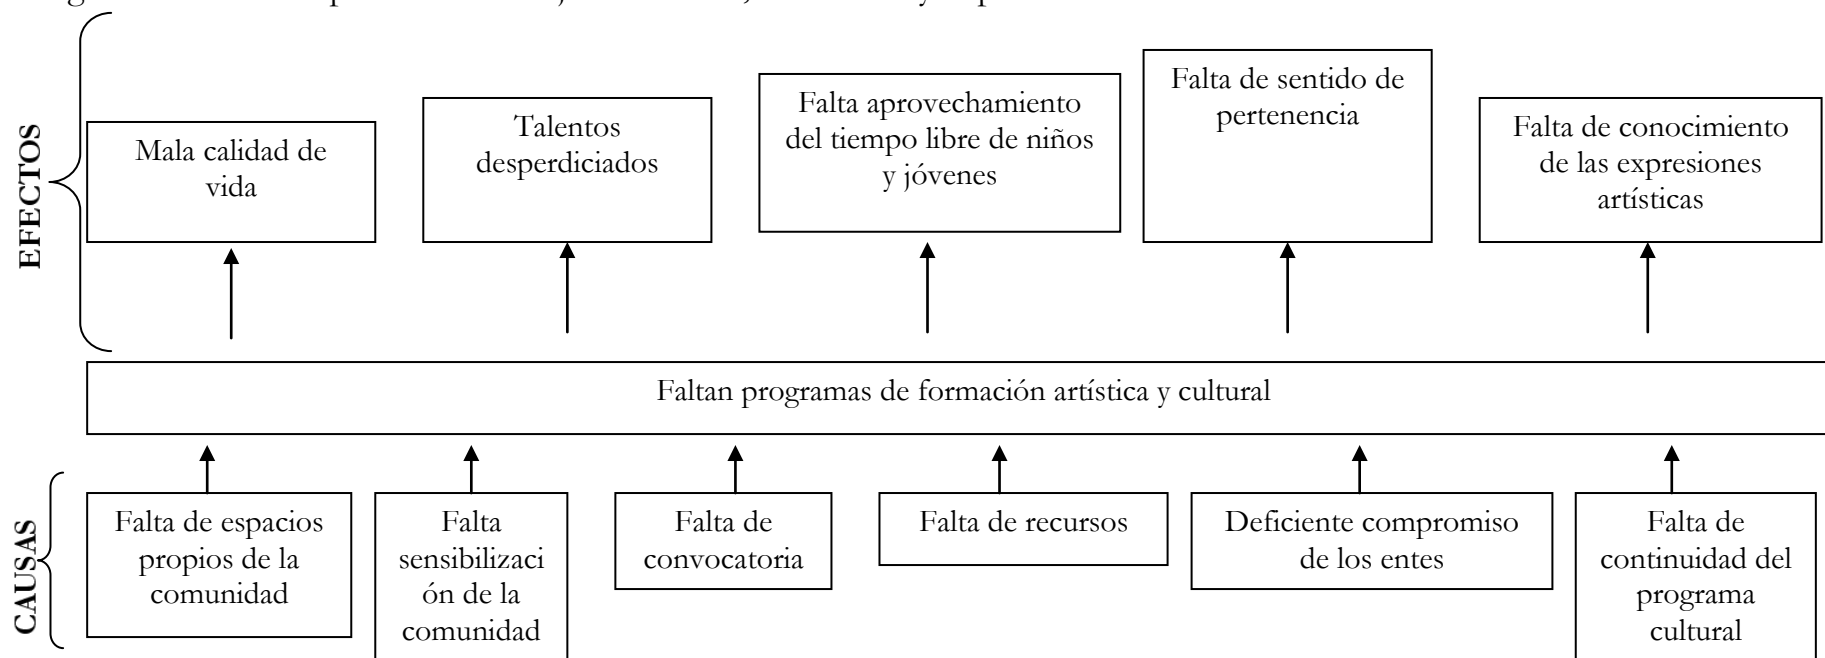 EFECTOS
Mala calidad de
vida
Talentos
desperdiciados
Falta aprovechamiento
del tiempo libre de niños
y jóvenes
Falta de sentido de
pertenencia
Falta de conocimiento
de las expresiones
artísticas
Faltan programas de formación artística y cultural
CAUSAS
Falta de espacios
propios de la
comunidad
Falta
sensibilizaci
ón de la
comunidad
Falta de
convocatoria
Falta de recursos
Deficiente compromiso
de los entes
Falta de
continuidad del
programa
cultural